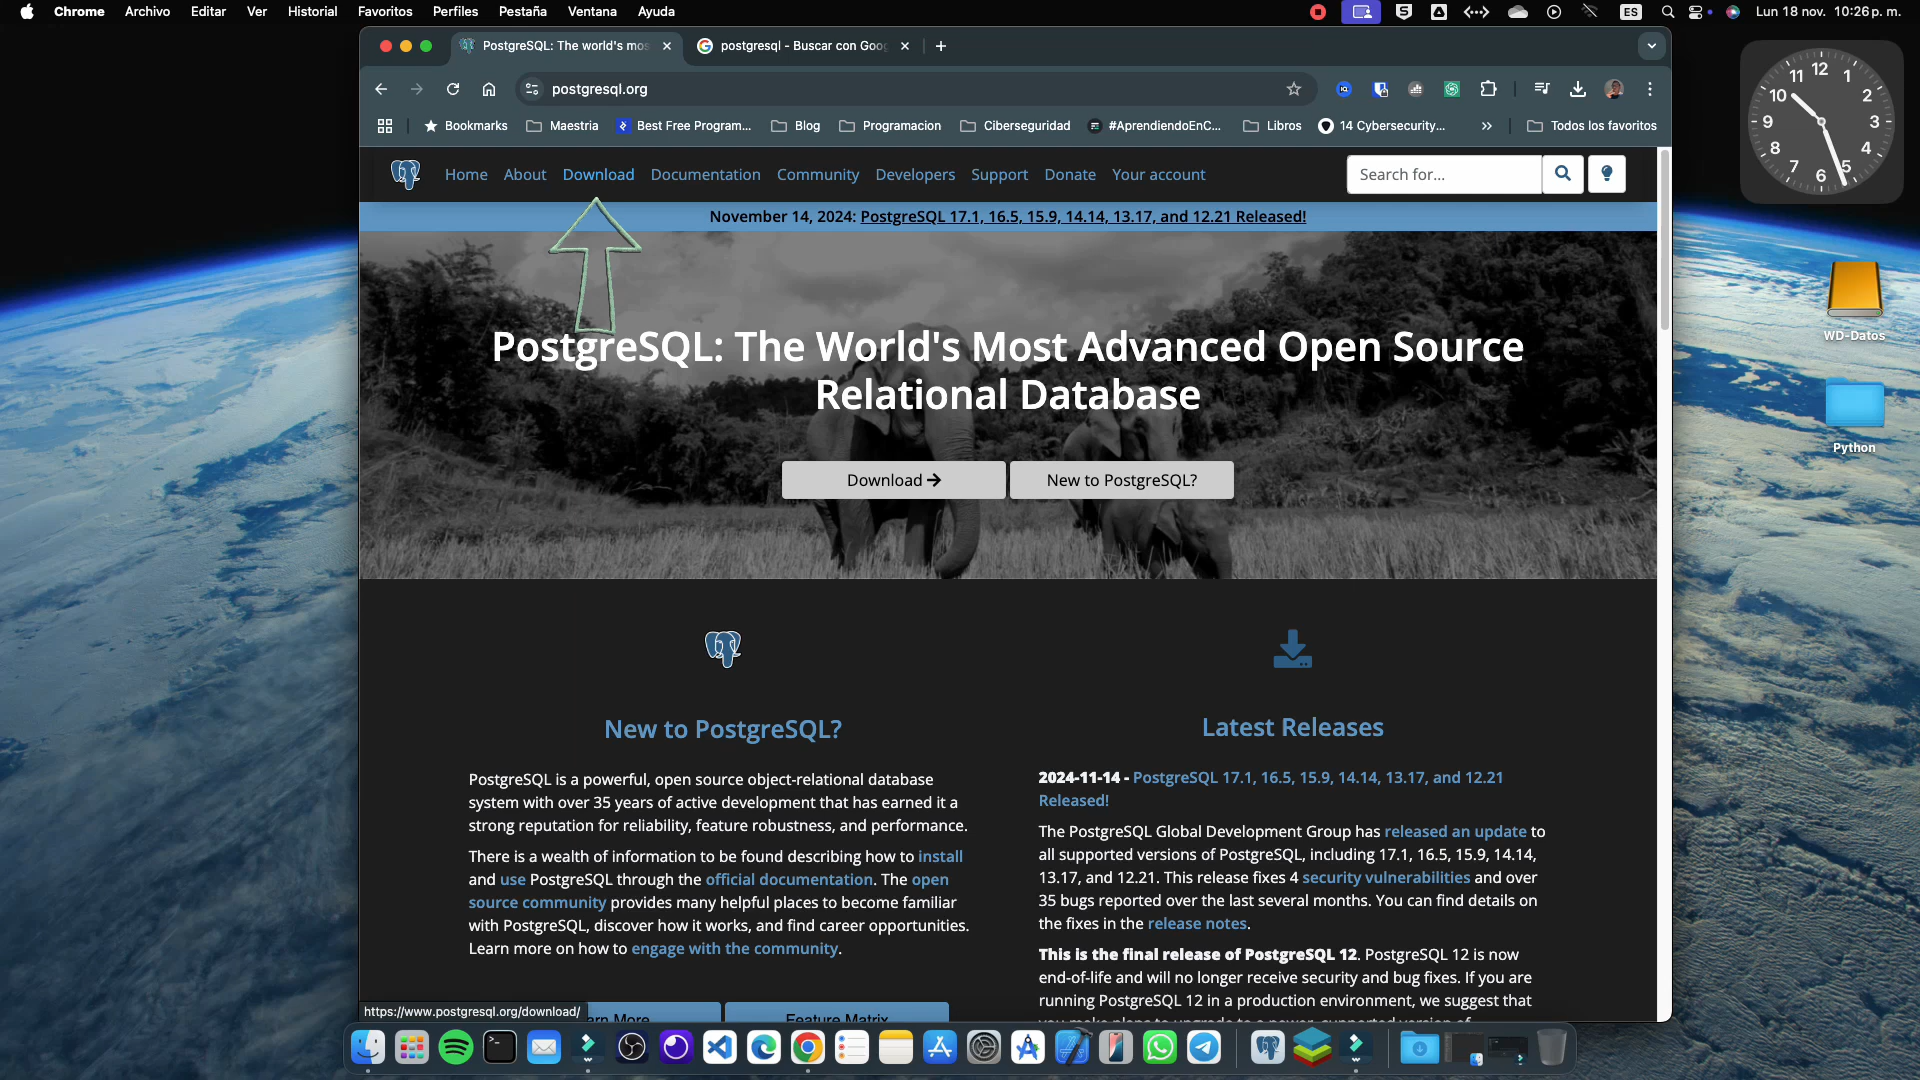 Chrome Archivo Editar Ver Historial Favoritos Perfiles Pestaña Ventana Ayuda
ES Lun 18 nov. 10:26 p. m.
PostgreSQL: The world's mos
postgresql - Buscar con Goo
postgresql.org
Bookmarks Maestria Best Free Program... Blog Programacion Ciberseguridad #AprendiendoEnC... Libros 14 Cybersecurity... » Todos los favoritos
Home About Download Documentation Community Developers Support Donate Your account
Search for...
November 14, 2024: PostgreSQL 17.1, 16.5, 15.9, 14.14, 13.17, and 12.21 Released!
PostgreSQL: The World's Most Advanced Open Source
Relational Database
Download
New to PostgreSQL?
New to PostgreSQL?
PostgreSQL is a powerful, open source object-relational database
system with over 35 years of active development that has earned it a
strong reputation for reliability, feature robustness, and performance.
There is a wealth of information to be found describing how to install
and use PostgreSQL through the official documentation. The open
source community provides many helpful places to become familiar
with PostgreSQL, discover how it works, and find career opportunities.
Learn more on how to engage with the community.
Feature Matrix
Latest Releases
2024-11-14 - PostgreSQL 17.1, 16.5, 15.9, 14.14, 13.17, and 12.21
Released!
The PostgreSQL Global Development Group has released an update to
all supported versions of PostgreSQL, including 17.1, 16.5, 15.9, 14.14,
13.17, and 12.21. This release fixes 4 security vulnerabilities and over
35 bugs reported over the last several months. You can find details on
the fixes in the release notes.
This is the final release of PostgreSQL 12. PostgreSQL 12 is now
end-of-life and will no longer receive security and bug fixes. If you are
running PostgreSQL 12 in a production environment, we suggest that
https://www.postgresql.org/download/
arn More
12 1 2 3 4 5 6 7 8 9 10 11
WD-Datos
Python